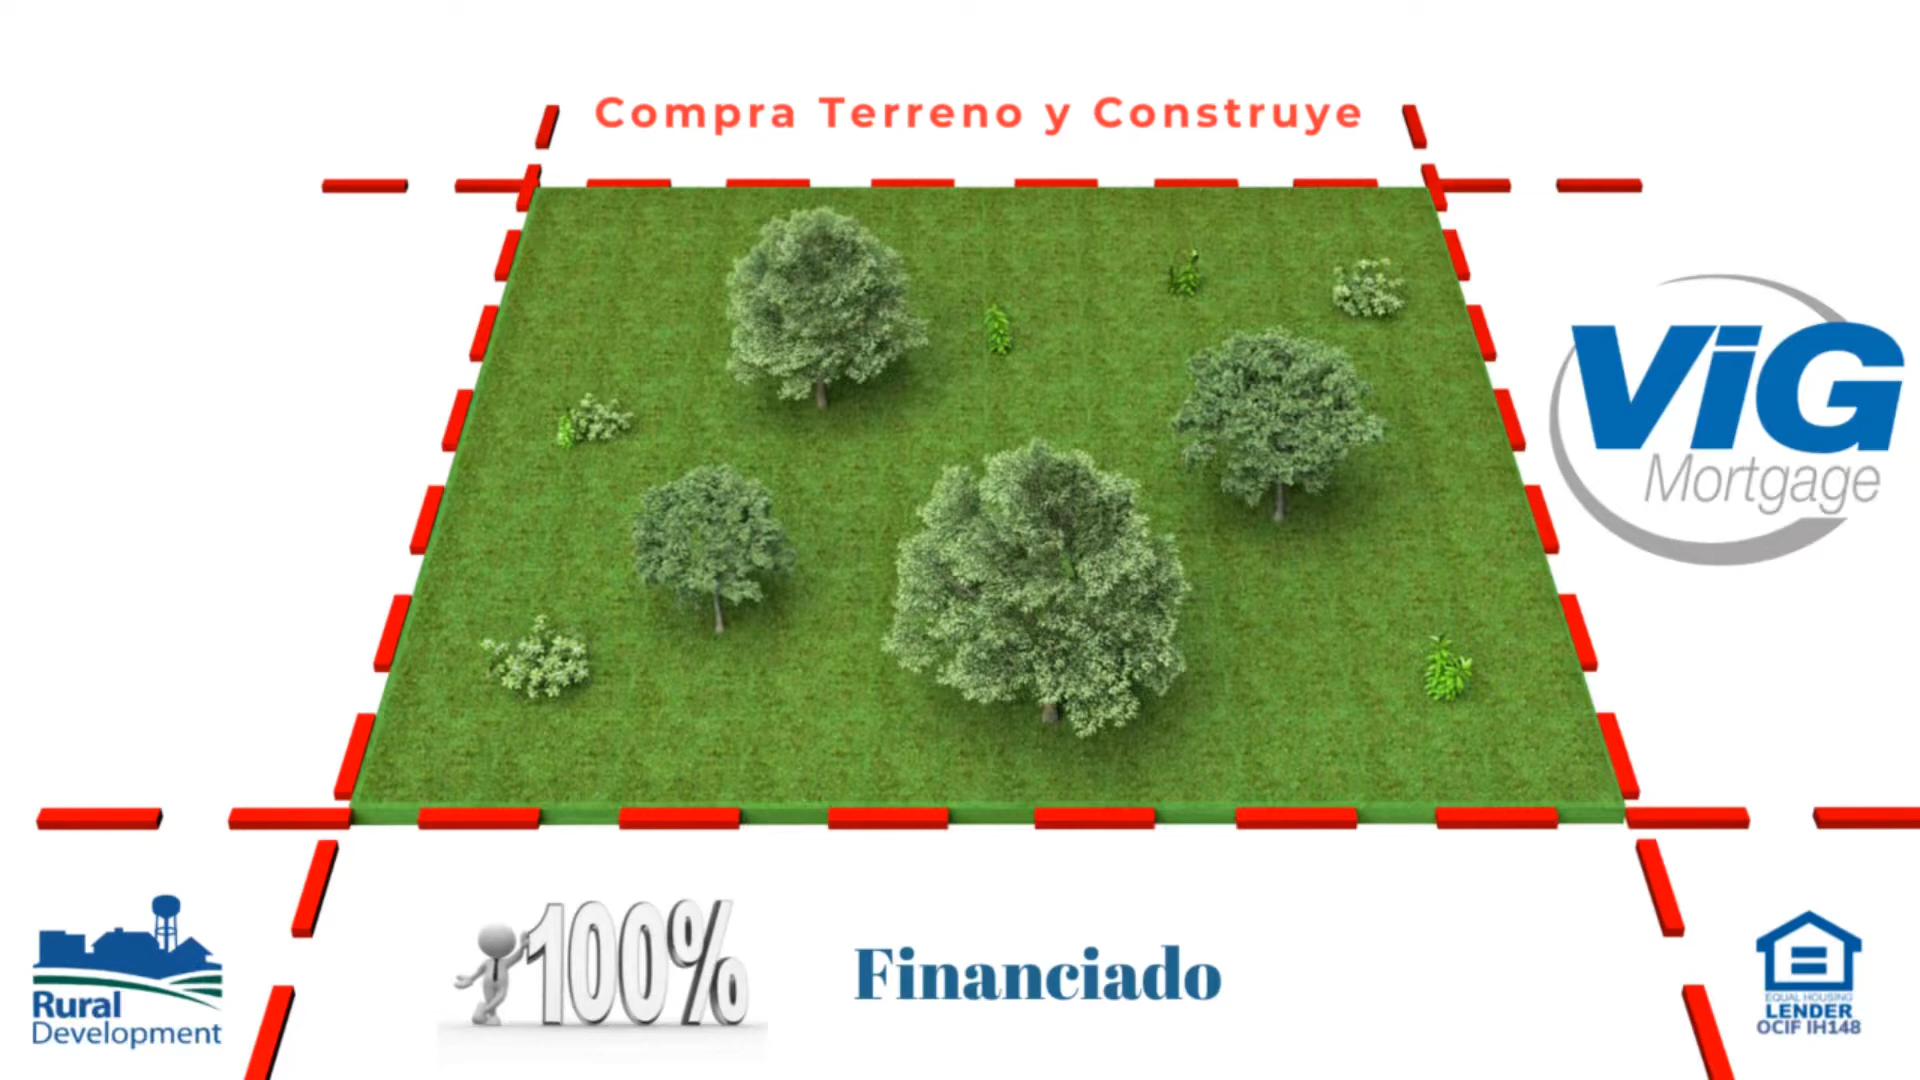 Compra Terreno y Construye
ViG
Mortgage
Rural
Development
100%
Financiado
EQUAL HOUSING
LENDER
OCIF IH148